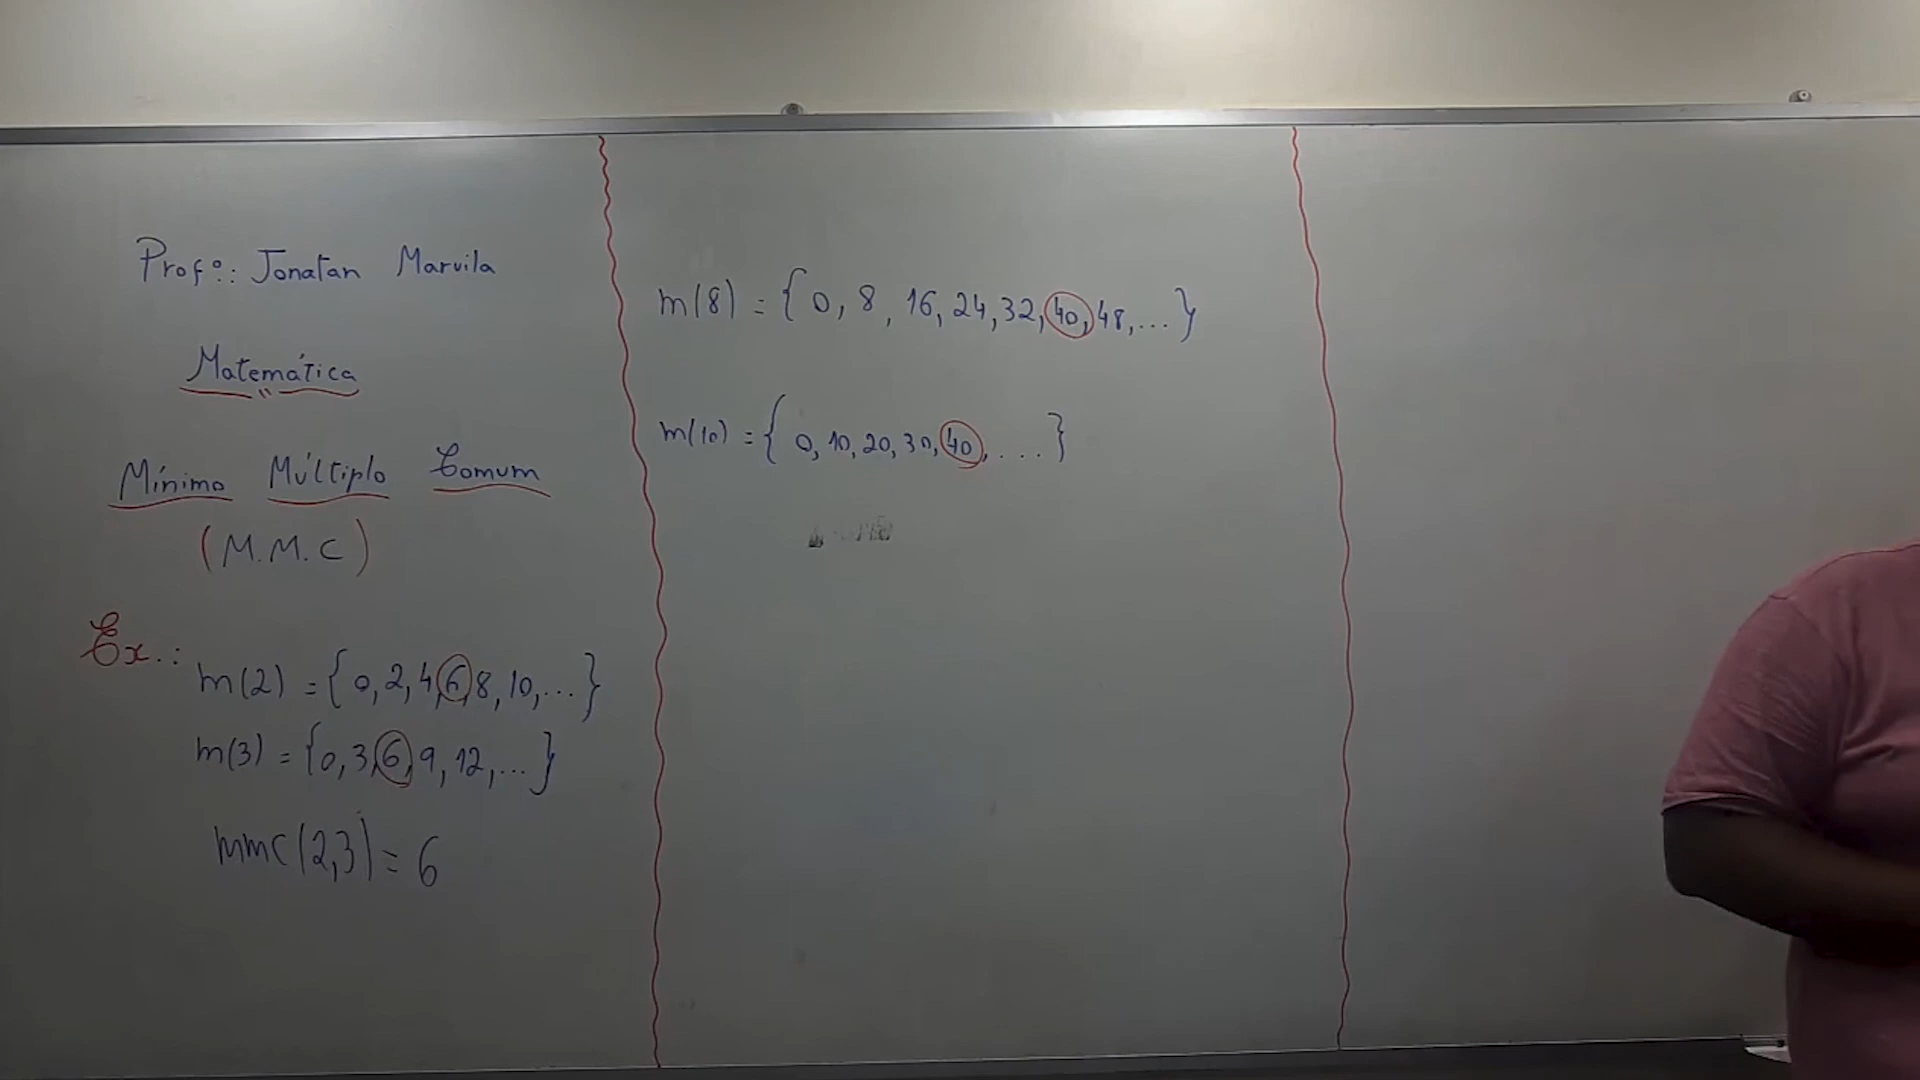 Profº.: Jonatan Marvila
Matemática
Mínimo Múltiplo Comum
(M.M.C)
Ex.:
m(2) = {0, 2, 4, 6, 8, 10, ...}
m(3) = {0, 3, 6, 9, 12, ...}
mmc(2,3) = 6
m(8) = {0, 8, 16, 24, 32, 40, 48, ...}
m(10) = {0, 10, 20, 30, 40, ....}